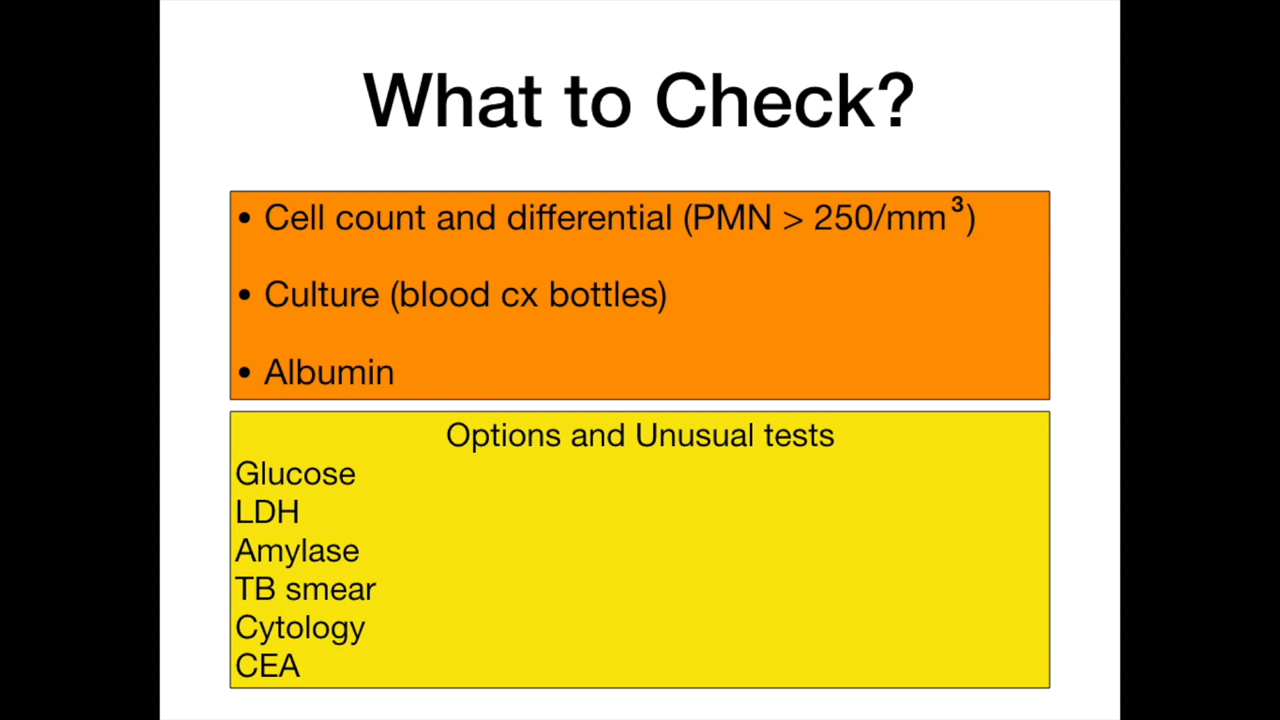 What to Check?
• Cell count and differential (PMN > 250/mm³)
• Culture (blood cx bottles)
• Albumin
Options and Unusual tests
Glucose
LDH
Amylase
TB smear
Cytology
CEA